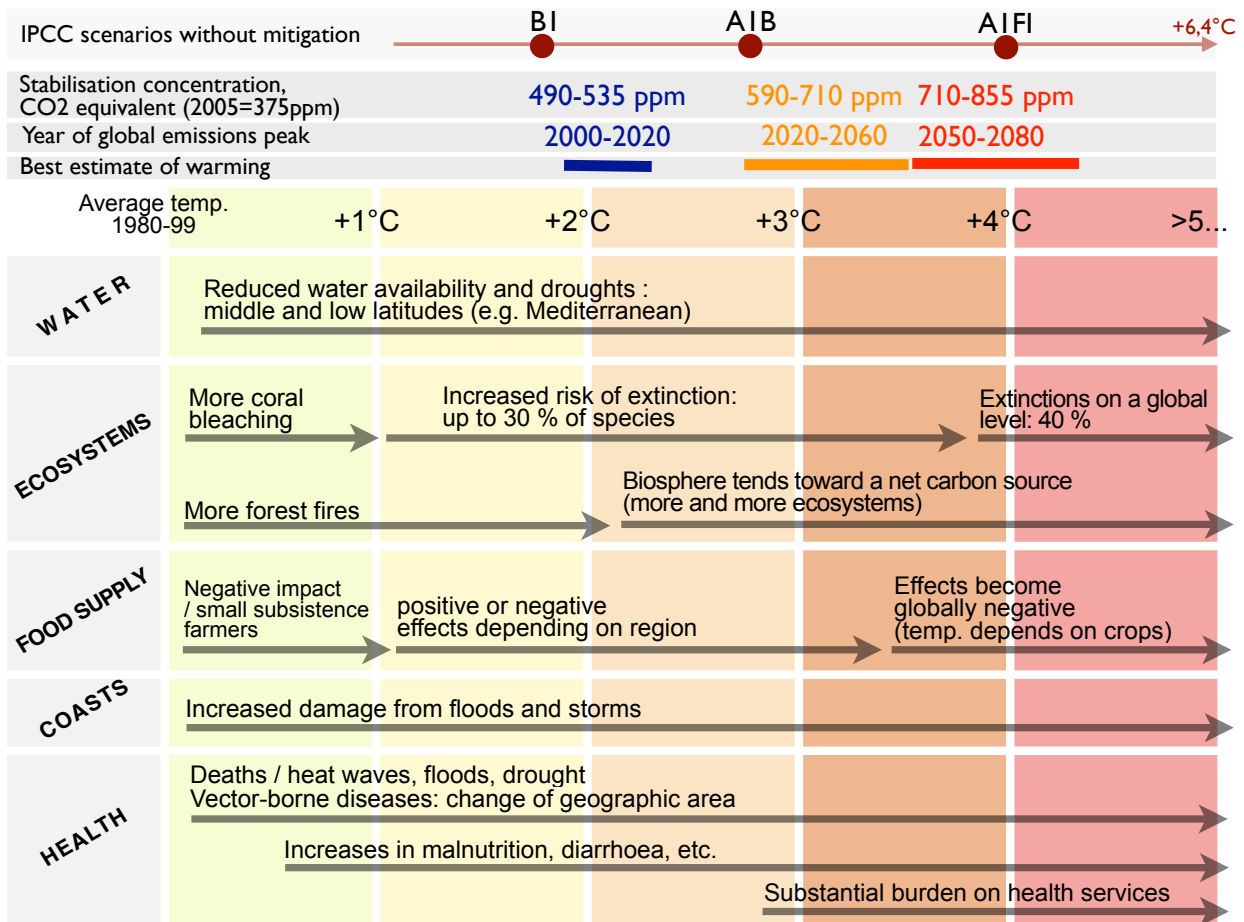 B1 A1B A1FI
IPCC scenarios without mitigation +6,4°C
Stabilisation concentration,
CO2 equivalent (2005=375ppm) 490-535 ppm 590-710 ppm 710-855 ppm
Year of global emissions peak 2000-2020 2020-2060 2050-2080
Best estimate of warming
Average temp.
1980-99 +1°C +2°C +3°C +4°C >5...
WATER
Reduced water availability and droughts :
middle and low latitudes (e.g. Mediterranean)
ECOSYSTEMS
More coral
bleaching
Increased risk of extinction:
up to 30 % of species
Extinctions on a global
level: 40 %
More forest fires
Biosphere tends toward a net carbon source
(more and more ecosystems)
FOOD SUPPLY
Negative impact
/ small subsistence
farmers
positive or negative
effects depending on region
Effects become
globally negative
(temp. depends on crops)
COASTS
Increased damage from floods and storms
HEALTH
Deaths / heat waves, floods, drought
Vector-borne diseases: change of geographic area
Increases in malnutrition, diarrhoea, etc.
Substantial burden on health services